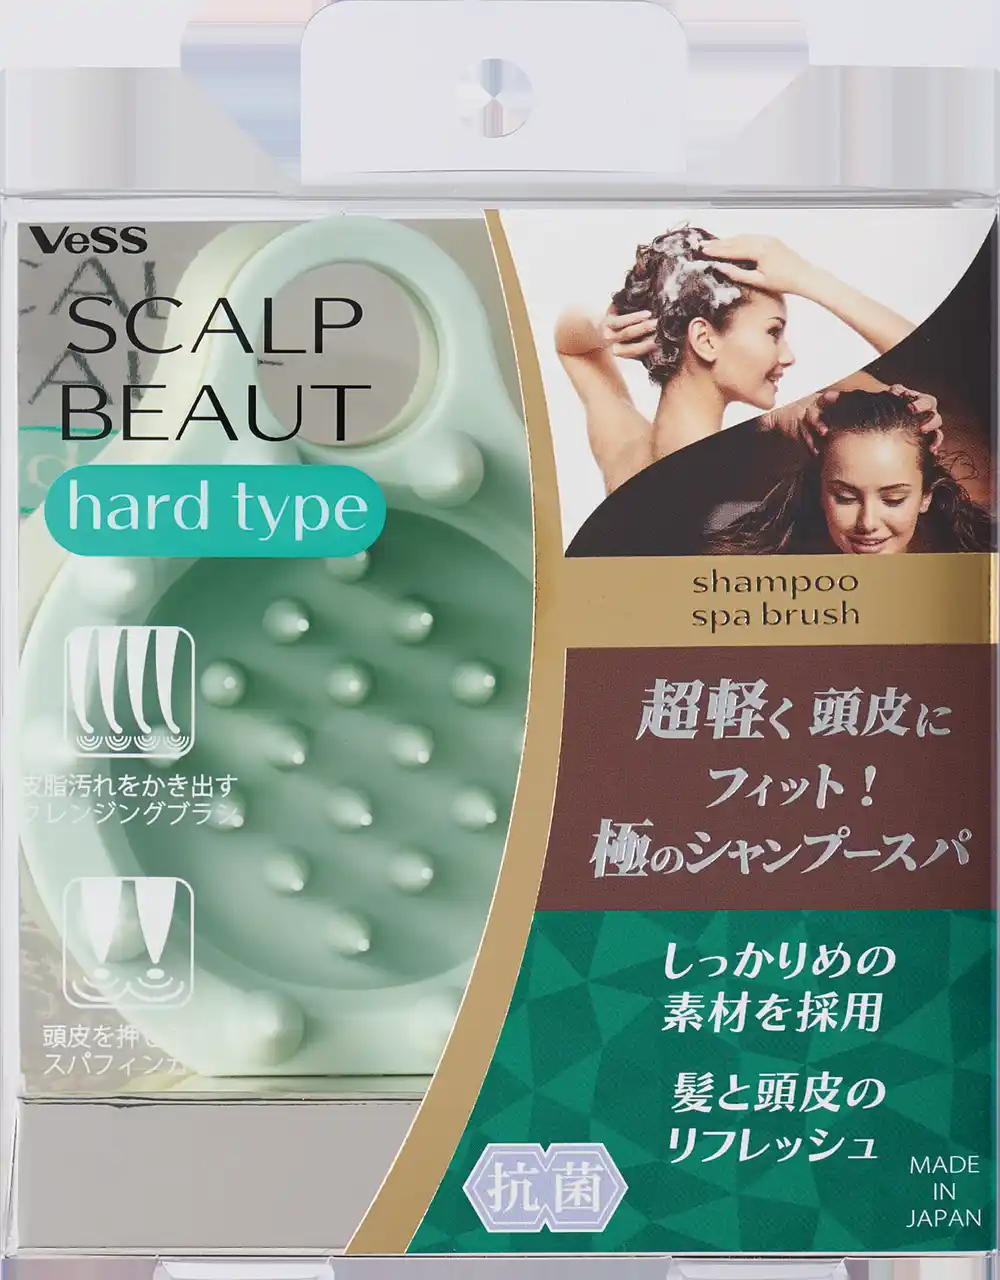 VeSS
SCALP
BEAUT
hard type
皮脂汚れをかき出す
クレンジングブラシ
頭皮を押
スパフィンガ
shampoo
spa brush
超軽く頭皮に
フィット!
極のシャンプースパ
しっかりめの
素材を採用
髪と頭皮の
リフレッシュ
抗菌
MADE
IN
JAPAN